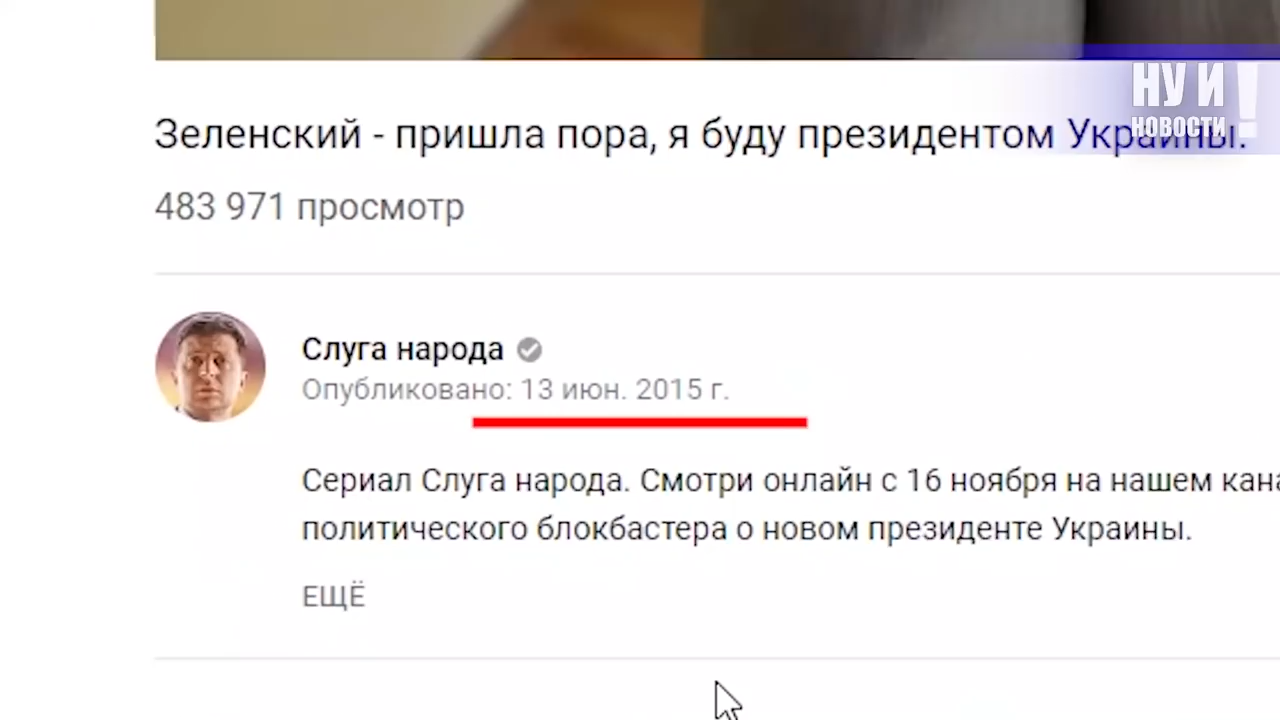 НУ И !
НОВОСТИ
Зеленский - пришла пора, я буду президентом Украины.
483 971 просмотр
Слуга народа
Опубликовано: 13 июн. 2015 г.
Сериал Слуга народа. Смотри онлайн с 16 ноября на нашем кана
политического блокбастера о новом президенте Украины.
ЕЩЁ